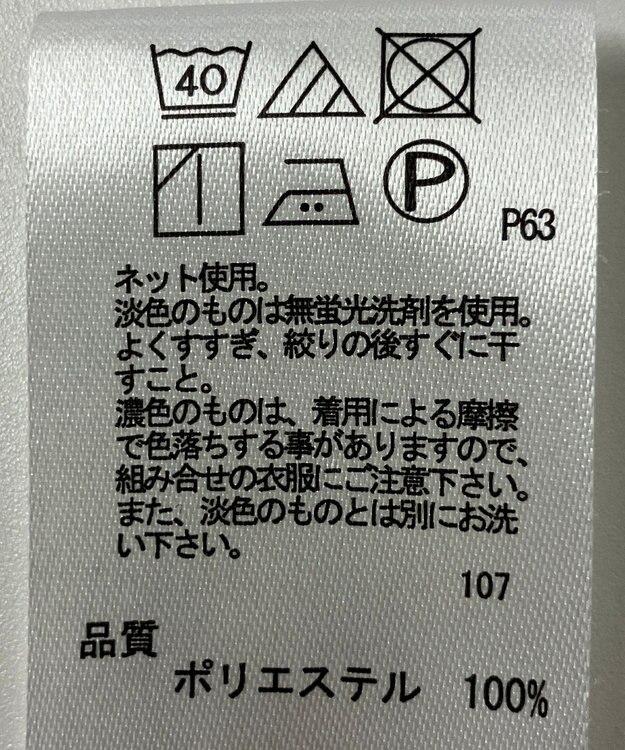 40
P
P63
ネット使用。
淡色のものは無蛍光洗剤を使用。
よくすすぎ、絞りの後すぐに干
すこと。
濃色のものは、着用による摩擦
で色落ちする事がありますので、
組み合せの衣服にご注意下さい。
また、淡色のものとは別にお洗
い下さい。
107
品質
ポリエステル 100%